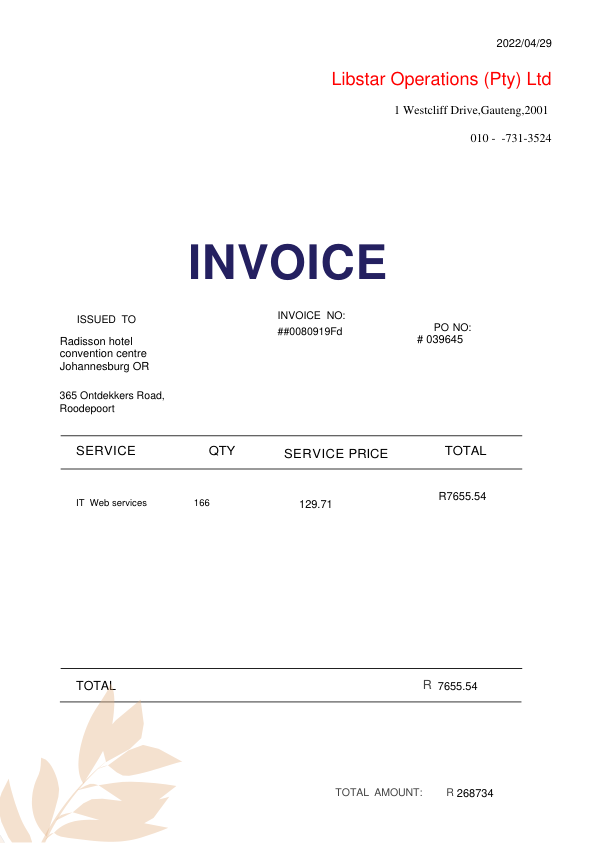 2022/04/29
Libstar Operations (Pty) Ltd
1 Westcliff Drive,Gauteng,2001
010 - -731-3524
INVOICE
ISSUED TO
INVOICE NO:
##0080919Fd
PO NO:
# 039645
Radisson hotel
convention centre
Johannesburg OR
365 Ontdekkers Road,
Roodepoort
SERVICE QTY SERVICE PRICE TOTAL
IT Web services 166 129.71 R7655.54
TOTAL R 7655.54
TOTAL AMOUNT: R 268734